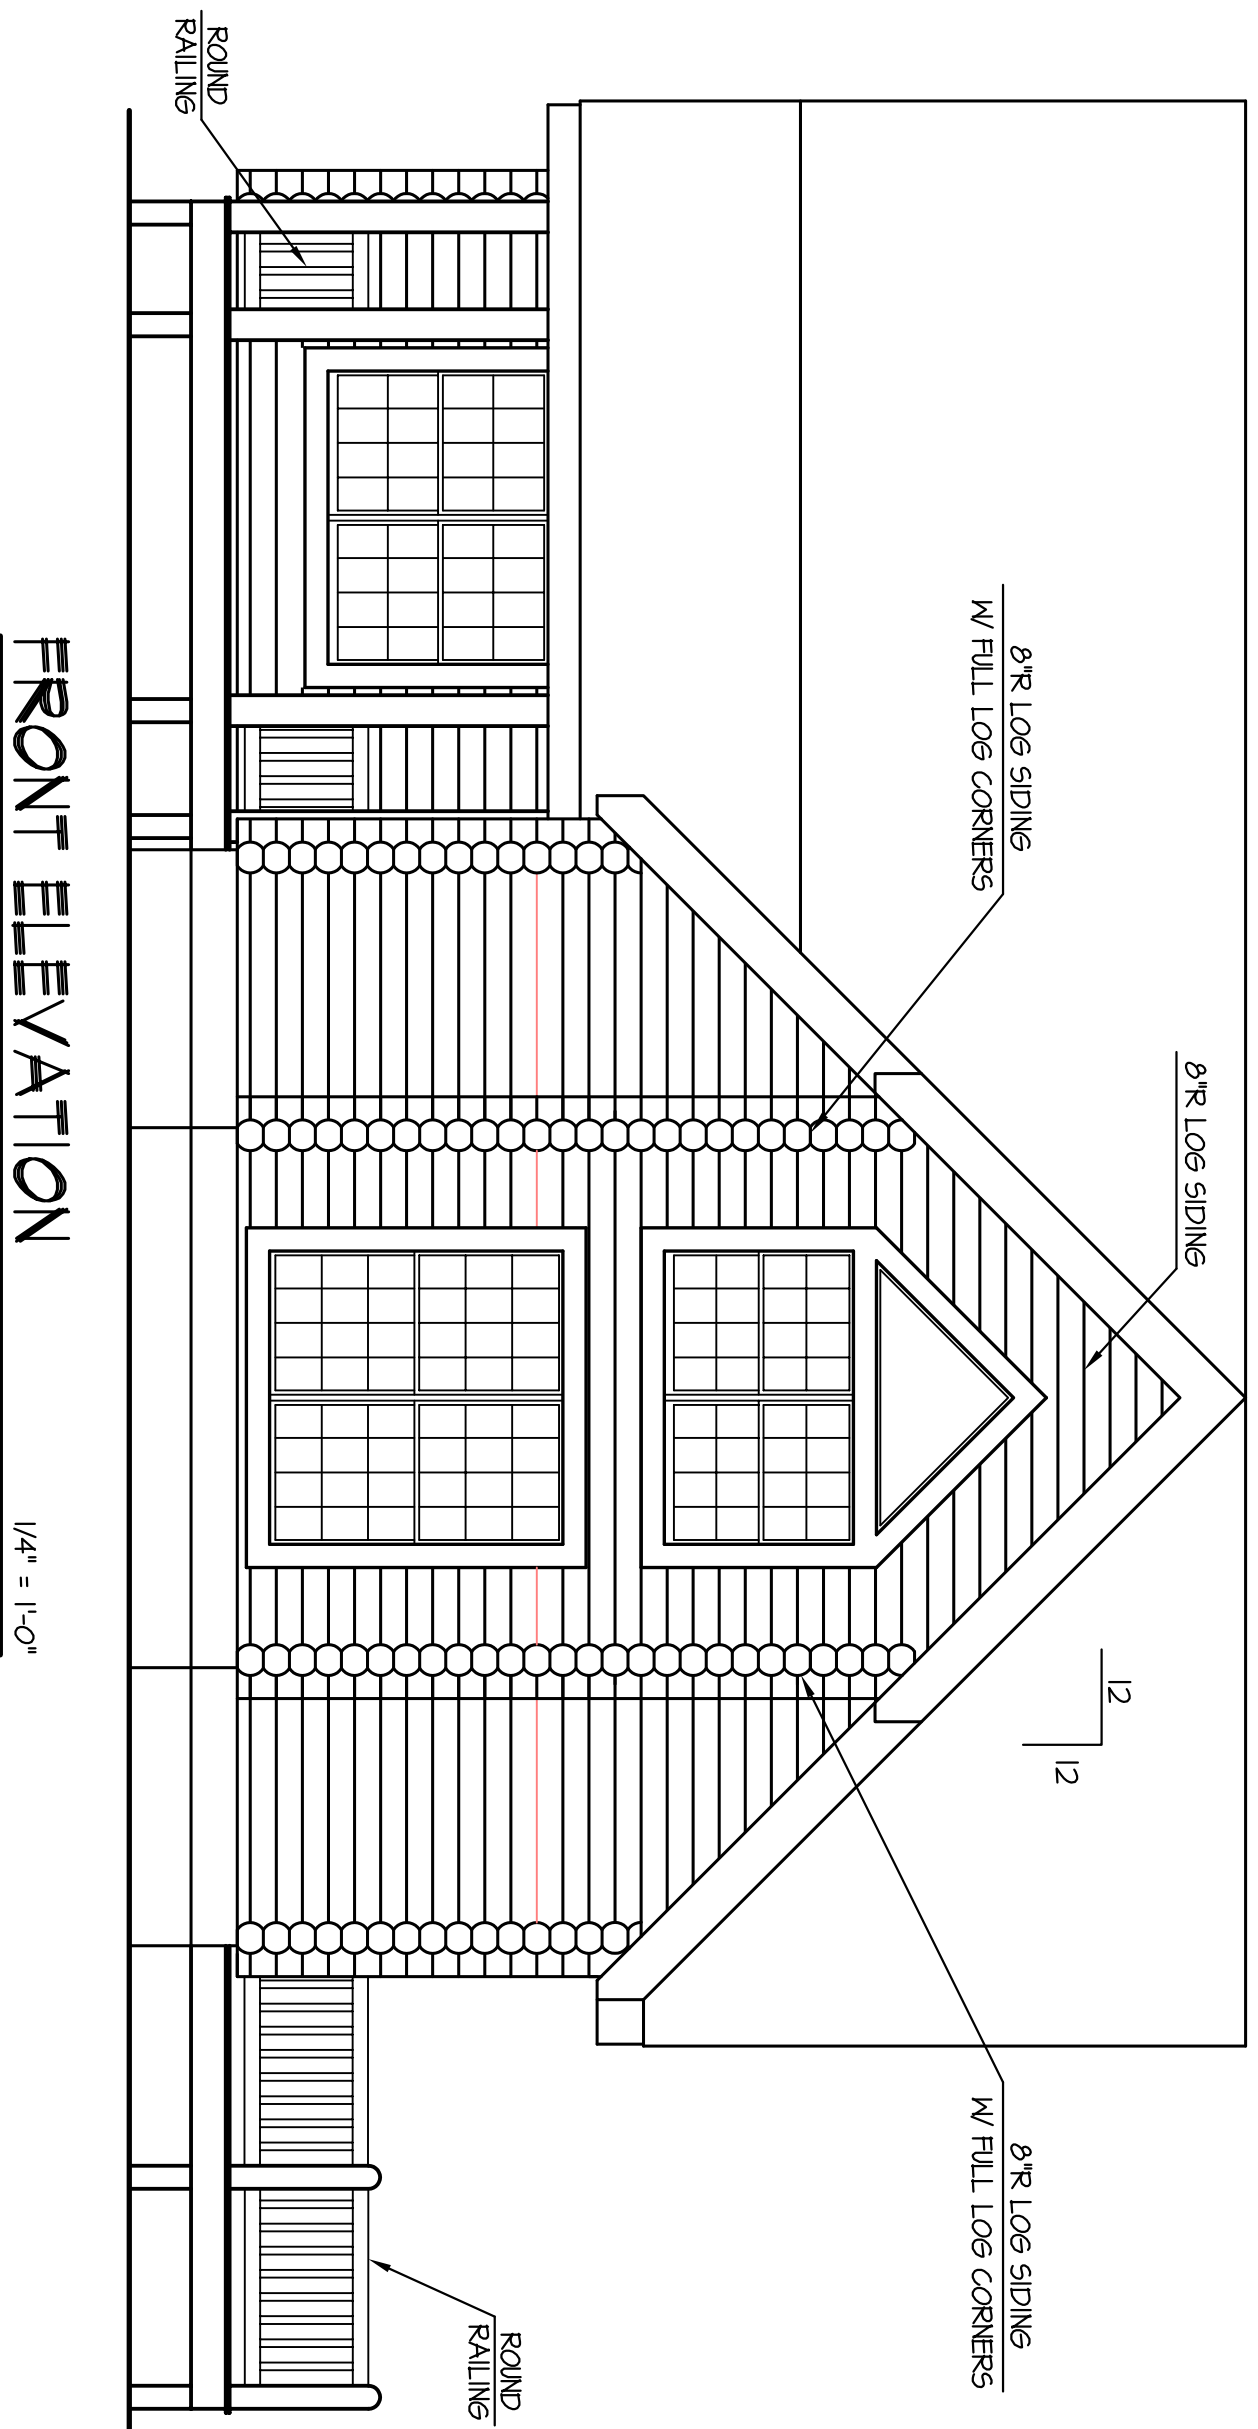 8"R LOG SIDING
12
12
8"R LOG SIDING
W/ FULL LOG CORNERS
8"R LOG SIDING
W/ FULL LOG CORNERS
ROUND
RAILING
ROUND
RAILING
FRONT ELEVATION
1/4" = 1'-0"